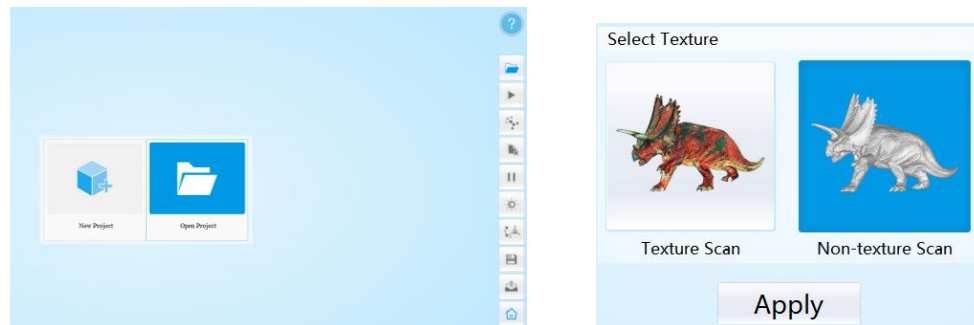 ?
New Project Open Project
Select Texture
Texture Scan Non-texture Scan
Apply